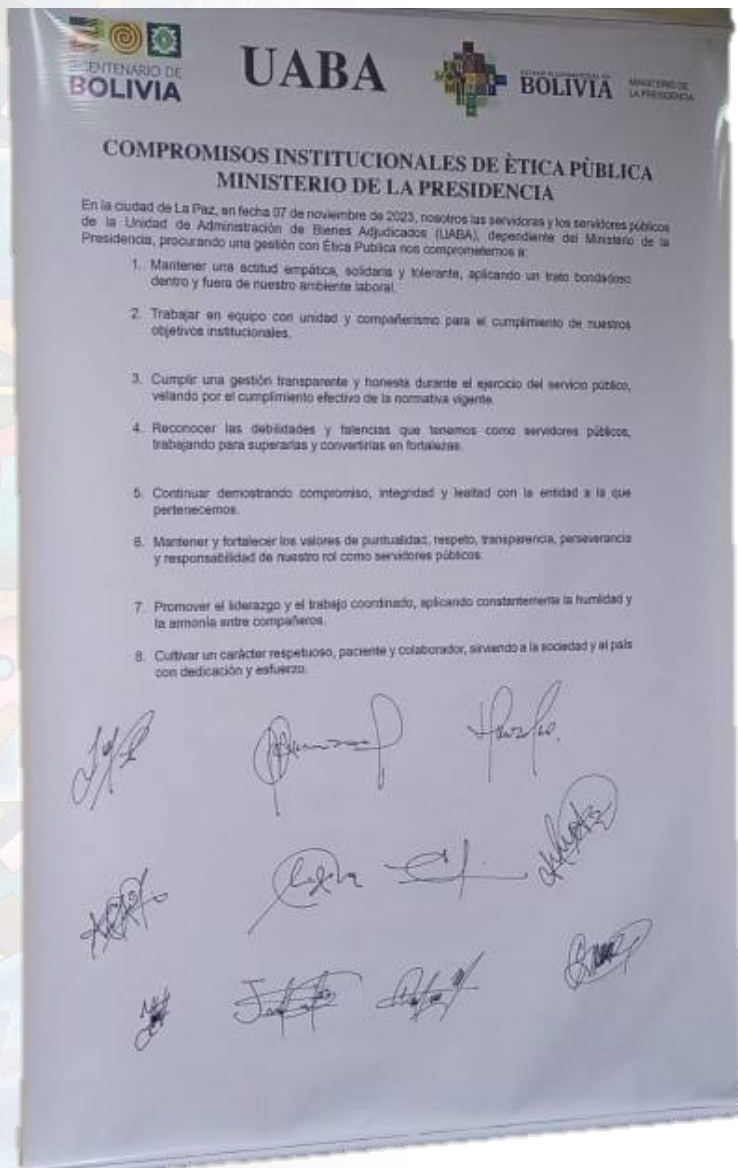 BICENTENARIO DE
BOLIVIA
UABA
ESTADO PLURINACIONAL DE
BOLIVIA
MINISTERIO DE
LA PRESIDENCIA
COMPROMISOS INSTITUCIONALES DE ÈTICA PÙBLICA
MINISTERIO DE LA PRESIDENCIA
En la ciudad de La Paz, en fecha 07 de noviembre de 2023, nosotros las servidoras y los servidores públicos
de la Unidad de Administración de Bienes Adjudicados (UABA), dependiente del Ministerio de la
Presidencia, procurando una gestión con Ética Publica nos comprometemos a:
1. Mantener una actitud empática, solidaria y tolerante, aplicando un trato bondadoso
dentro y fuera de nuestro ambiente laboral.
2. Trabajar en equipo con unidad y compañerismo para el cumplimiento de nuestros
objetivos institucionales.
3. Cumplir una gestión transparente y honesta durante el ejercicio del servicio público,
velando por el cumplimiento efectivo de la normativa vigente.
4. Reconocer las debilidades y falencias que tenemos como servidores públicos,
trabajando para superarlas y convertirlas en fortalezas.
5. Continuar demostrando compromiso, integridad y lealtad con la entidad a la que
pertenecemos.
6. Mantener y fortalecer los valores de puntualidad, respeto, transparencia, perseverancia
y responsabilidad de nuestro rol como servidores públicos.
7. Promover el liderazgo y el trabajo coordinado, aplicando constantemente la humildad y
la armonía entre compañeros.
8. Cultivar un carácter respetuoso, paciente y colaborador, sirviendo a la sociedad y al país
con dedicación y esfuerzo.